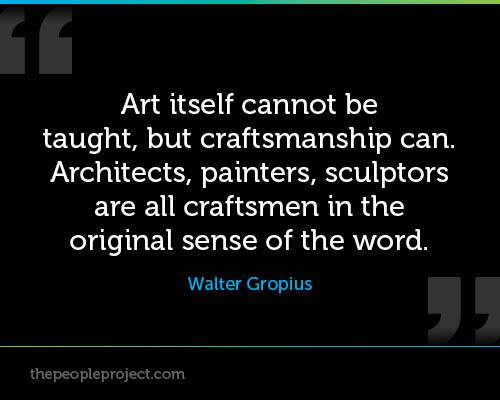 Art itself cannot be
taught, but craftsmanship can.
Architects, painters, sculptors
are all craftsmen in the
original sense of the word.
Walter Gropius
thepeopleproject.com